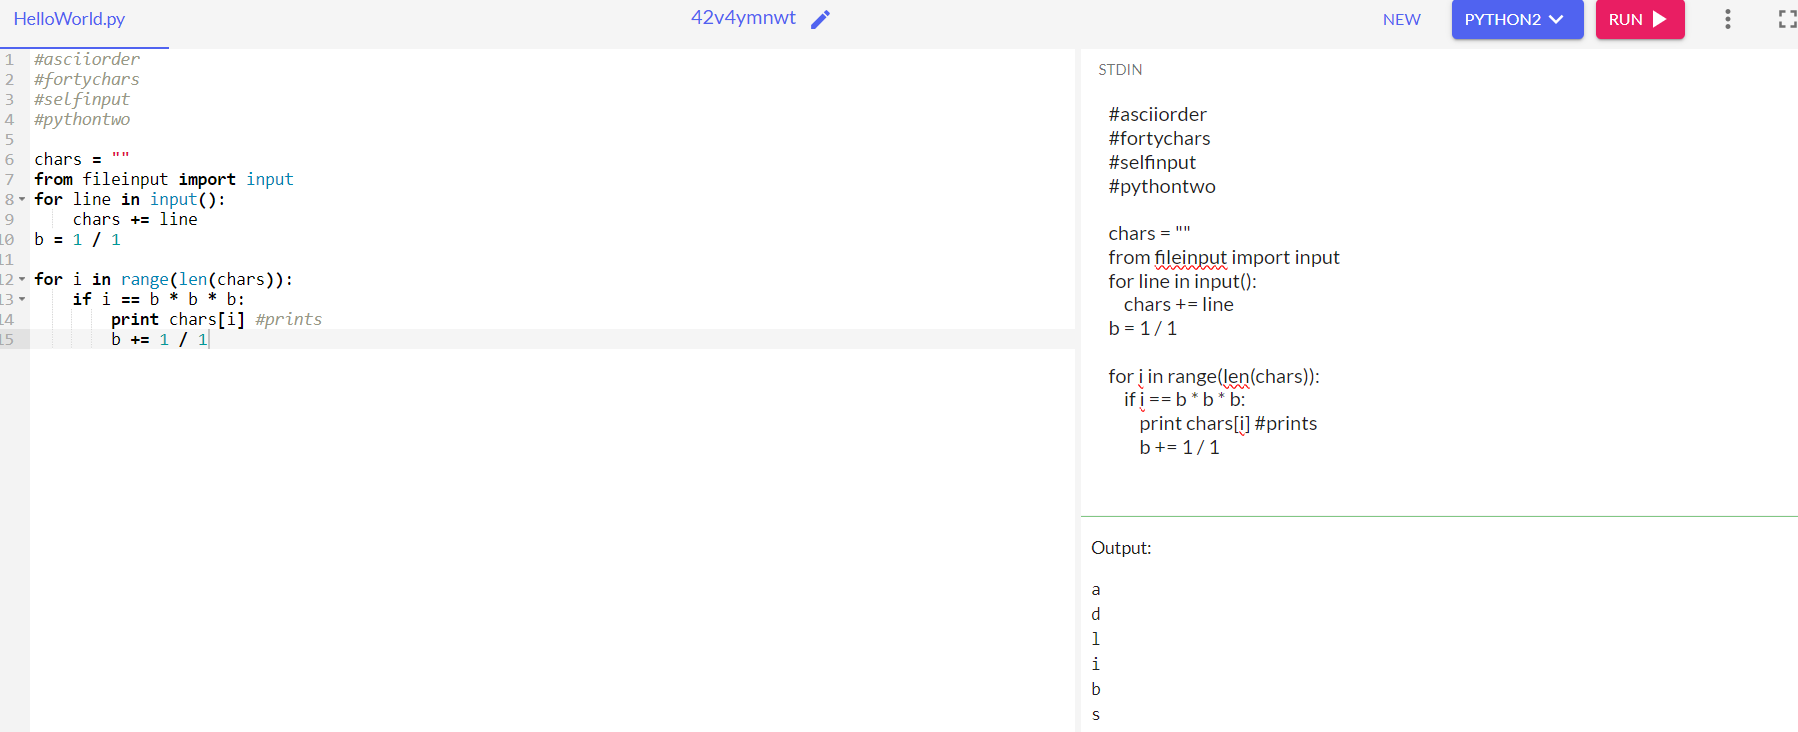 HelloWorld.py
42v4ymnwt
NEW
PYTHON2
RUN
1 #asciiorder
2 #fortychars
3 #selfinput
4 #pythontwo
5
6 chars = ""
7 from fileinput import input
8 for line in input():
9     chars += line
10 b = 1 / 1
11
12 for i in range(len(chars)):
13     if i == b * b * b:
14         print chars[i] #prints
15         b += 1 / 1
STDIN
#asciiorder
#fortychars
#selfinput
#pythontwo
chars = ""
from fileinput import input
for line in input():
    chars += line
b = 1 / 1
for i in range(len(chars)):
    if i == b * b * b:
        print chars[i] #prints
        b += 1 / 1
Output:
a
d
l
i
b
s